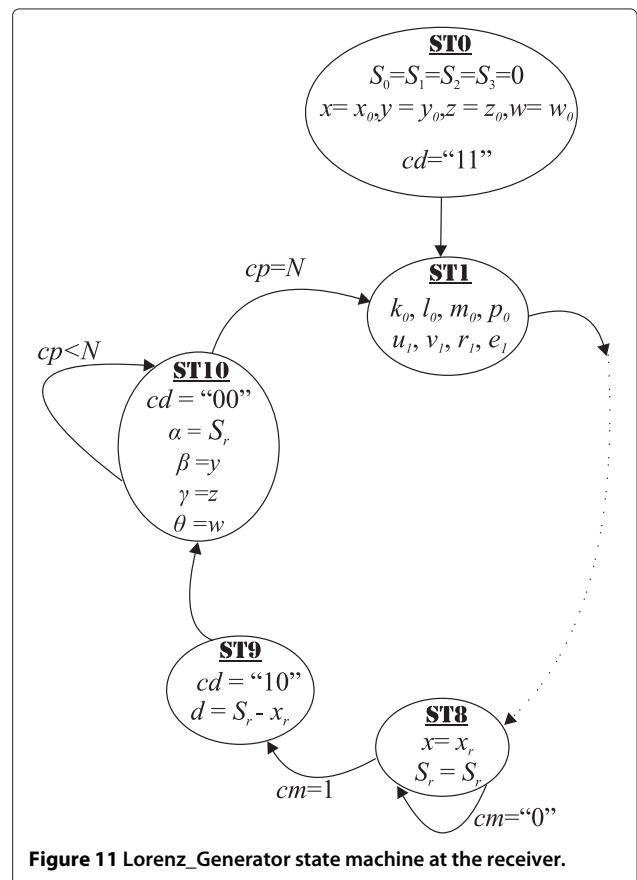 ST0
S₀=S₁=S₂=S₃=0
x= x₀,y = y₀,z = z₀,w= w₀
cd="11"
cp=N
ST1
k₀, l₀, m₀, p₀
u₁, v₁, r₁, e₁
cp<N
ST10
cd = "00"
α = Sᵣ
β =y
γ =z
θ =w
ST9
cd = "10"
d = Sᵣ - xᵣ
ST8
x= xᵣ
Sᵣ = Sᵣ
cm=1
cm="0"
Figure 11 Lorenz_Generator state machine at the receiver.